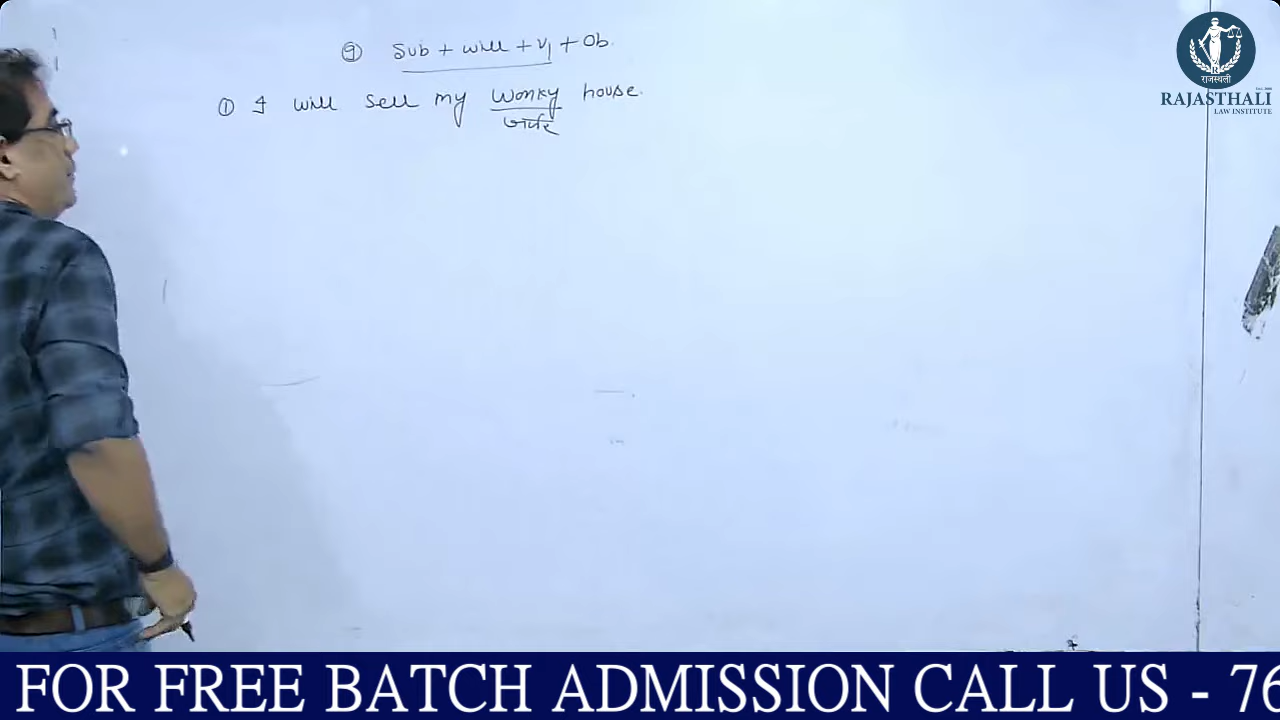 ९ Sub + will + V1 + Ob.
① I will sell my wonky house.
जर्जर
राजस्थली
RAJASTHALI
LAW INSTITUTE
FOR FREE BATCH ADMISSION CALL US - 76